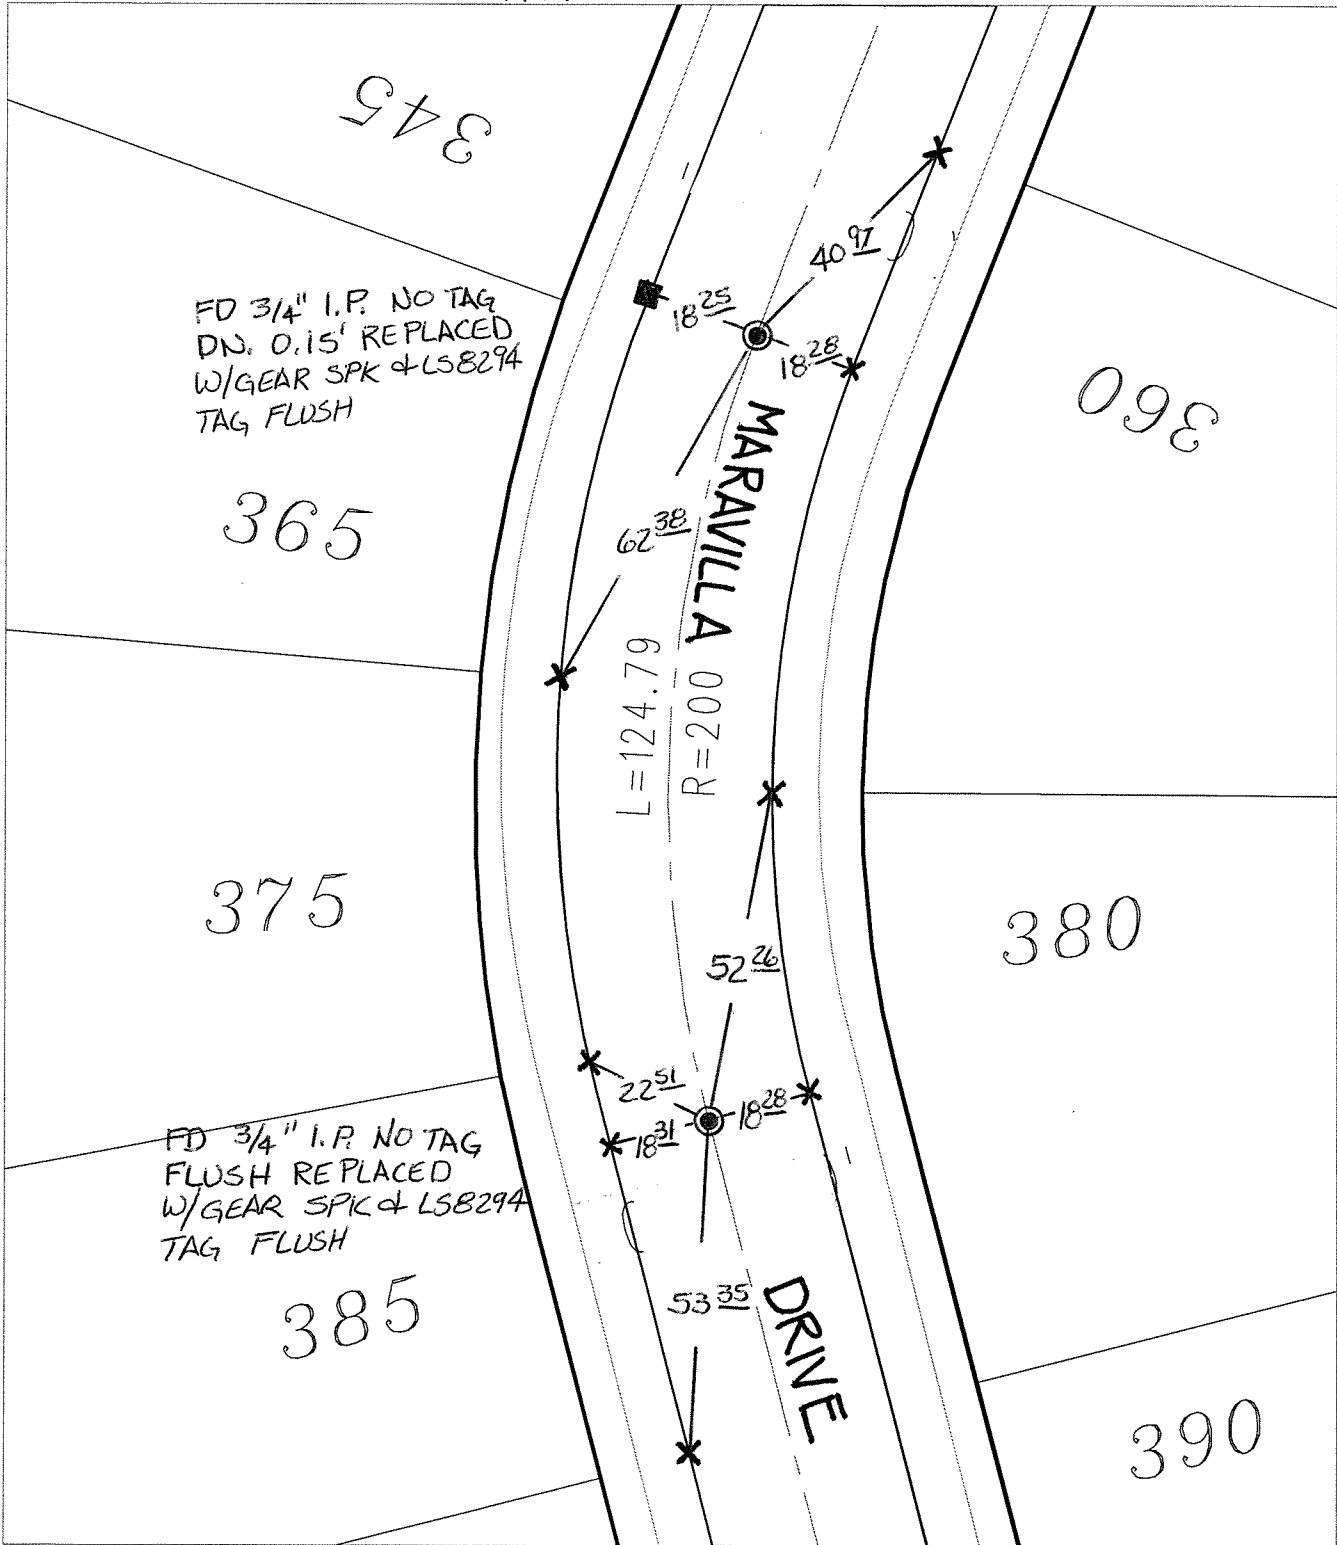 345
40 97
18 25
18 28
FD 3/4" I.P. NO TAG
DN. 0.15' REPLACED
W/GEAR SPK & LS8294
TAG FLUSH
360
365
MARAVILLA
62 38
L=124.79
R=200
375
380
52 26
22 51
18 28
18 31
FD 3/4" I.P. NO TAG
FLUSH REPLACED
W/GEAR SPK & LS8294
TAG FLUSH
53 35
DRIVE
385
390